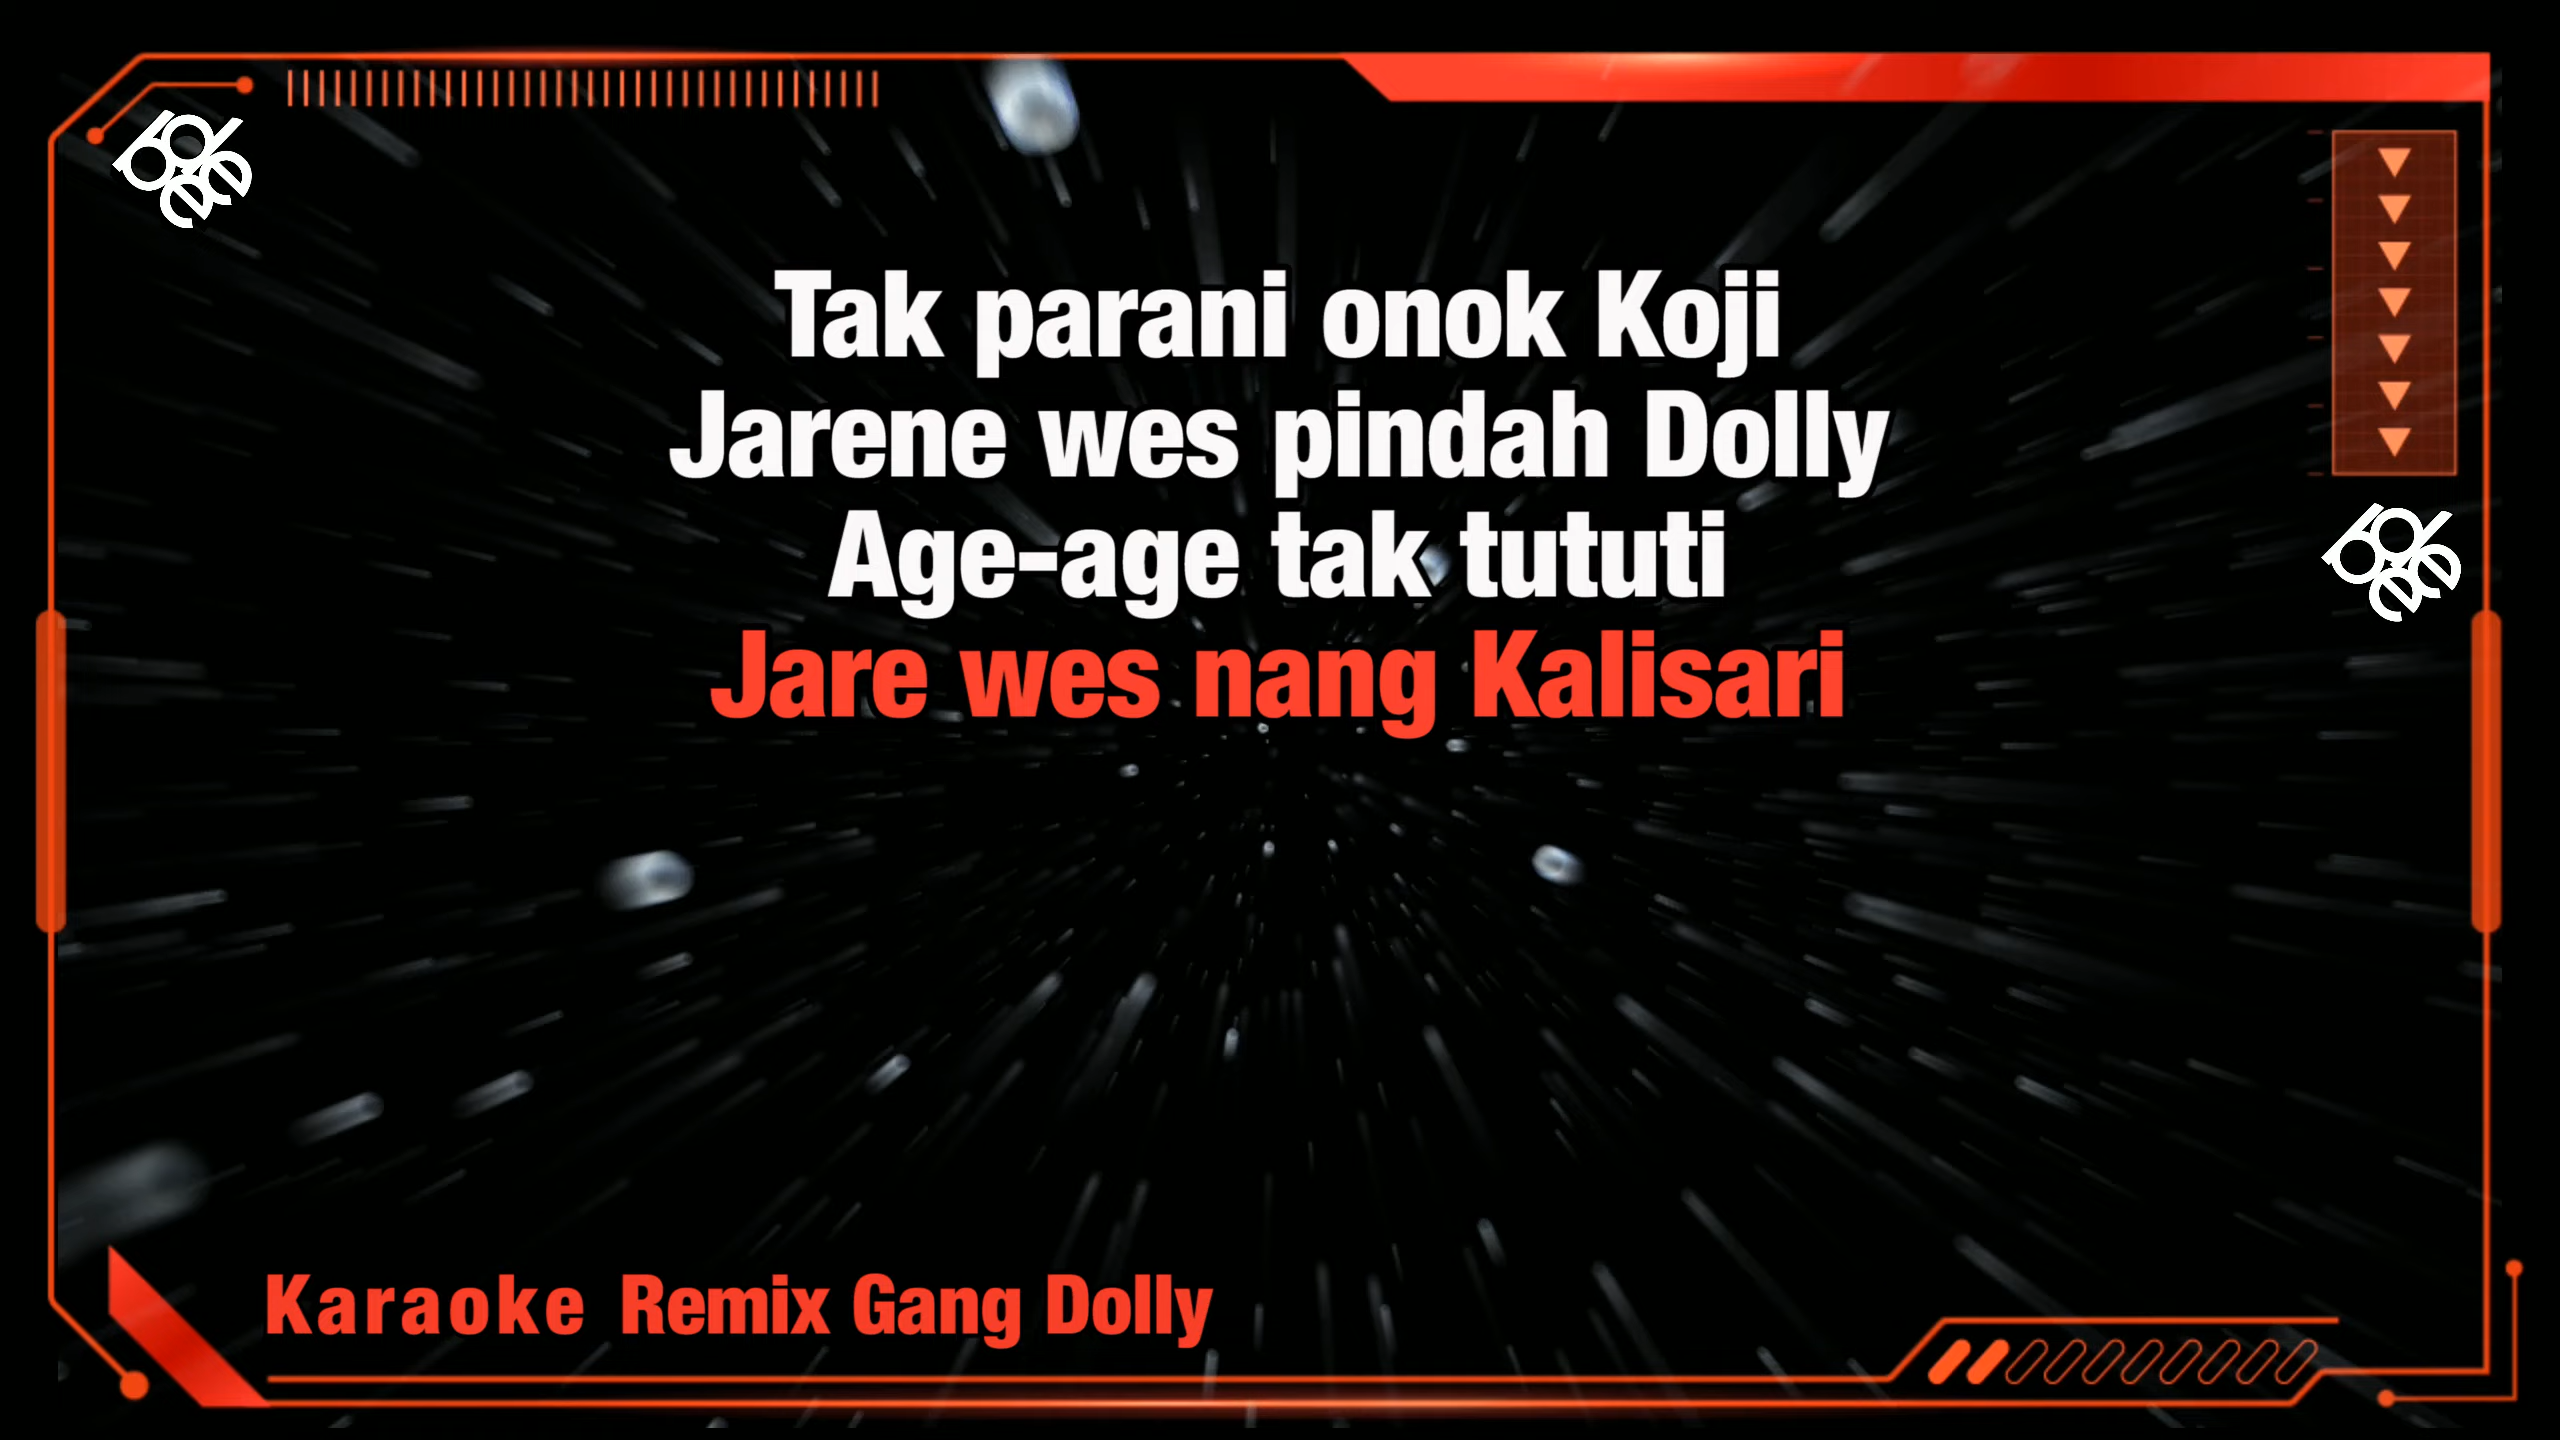 Tak parani onok Koji
Jarene wes pindah Dolly
Age-age tak tututi
Jare wes nang Kalisari
Karaoke Remix Gang Dolly